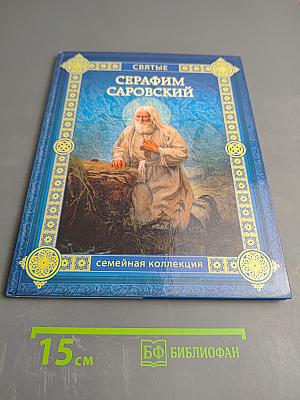 СВЯТЫЕ
СЕРАФИМ
САРОВСКИЙ
семейная коллекция
15 см
БФ БИБЛИОФАН